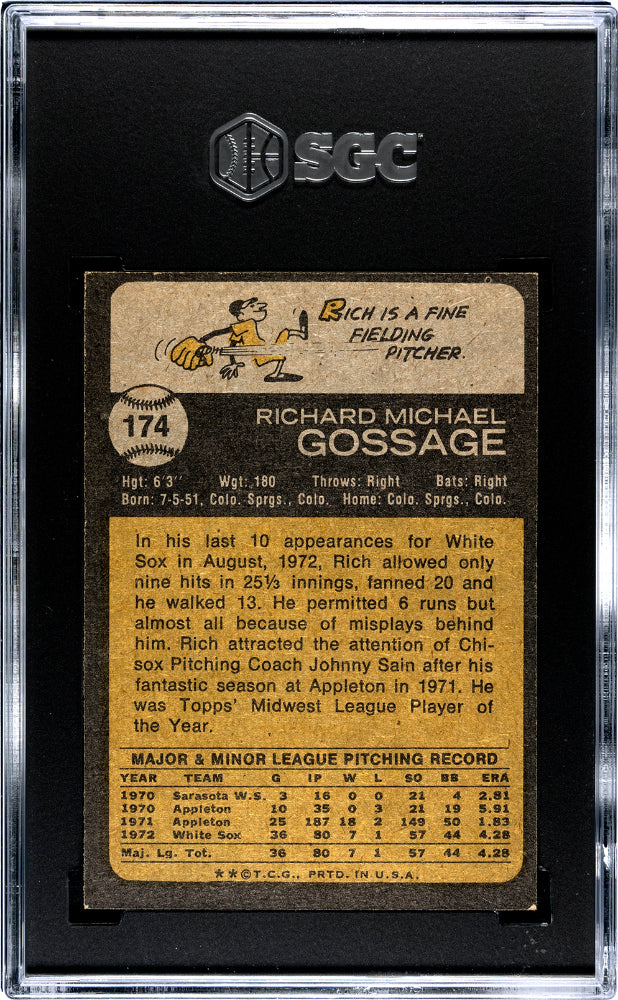 SGC
RICH IS A FINE
FIELDING
PITCHER.
174
RICHARD MICHAEL
GOSSAGE
Hgt: 6'3" Wgt: 180 Throws: Right Bats: Right
Born: 7-5-51, Colo. Sprgs., Colo. Home: Colo. Sprgs., Colo.
In his last 10 appearances for White
Sox in August, 1972, Rich allowed only
nine hits in 25⅓ innings, fanned 20 and
he walked 13. He permitted 6 runs but
almost all because of misplays behind
him. Rich attracted the attention of Chi-
sox Pitching Coach Johnny Sain after his
fantastic season at Appleton in 1971. He
was Topps' Midwest League Player of
the Year.
MAJOR & MINOR LEAGUE PITCHING RECORD
YEAR TEAM G IP W L SO BB ERA
1970 Sarasota W.S. 3 16 0 0 21 4 2.81
1970 Appleton 10 35 0 3 21 19 5.91
1971 Appleton 25 187 18 2 149 50 1.83
1972 White Sox 36 80 7 1 57 44 4.28
Maj. Lg. Tot. 36 80 7 1 57 44 4.28
**©T.C.G., PRTD. IN U.S.A.